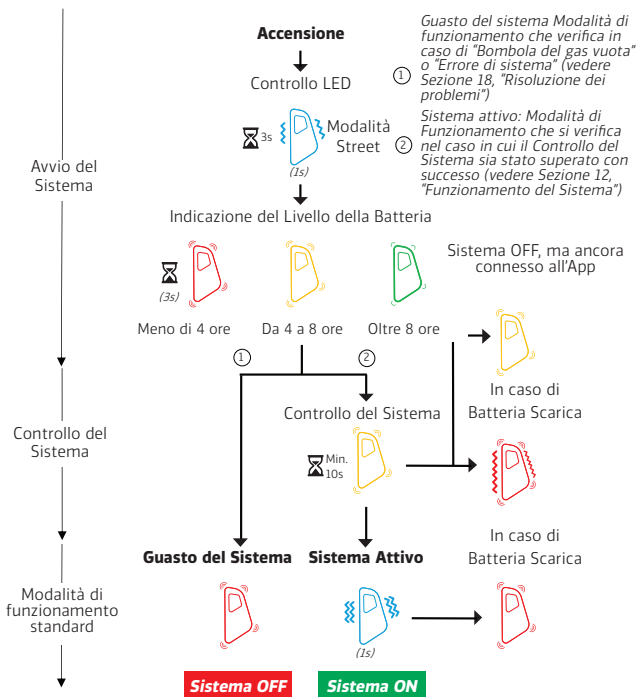 Accensione
Controllo LED
3s
Modalità
Street
(1s)
1
Guasto del sistema Modalità di
funzionamento che verifica in
caso di "Bombola del gas vuota"
o "Errore di sistema" (vedere
Sezione 18, "Risoluzione dei
problemi")
2
Sistema attivo: Modalità di
Funzionamento che si verifica
nel caso in cui il Controllo del
Sistema sia stato superato con
successo (vedere Sezione 12,
"Funzionamento del Sistema")
Avvio del
Sistema
Indicazione del Livello della Batteria
(3s)
Meno di 4 ore
Da 4 a 8 ore
Oltre 8 ore
Sistema OFF, ma ancora
connesso all'App
1
2
Controllo del
Sistema
Controllo del Sistema
Min.
10s
In caso di
Batteria Scarica
Modalità di
funzionamento
standard
Guasto del Sistema
Sistema Attivo
(1s)
In caso di
Batteria Scarica
Sistema OFF
Sistema ON